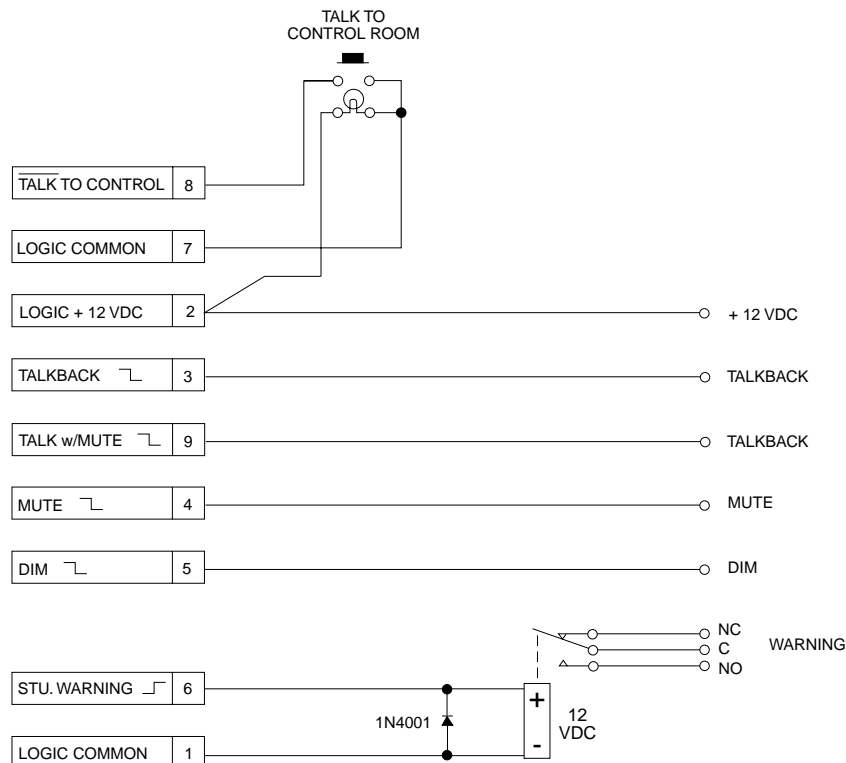 TALK TO
CONTROL ROOM
TALK TO CONTROL 8
LOGIC COMMON 7
LOGIC + 12 VDC 2
+ 12 VDC
TALKBACK 3
TALKBACK
TALK w/MUTE 9
TALKBACK
MUTE 4
MUTE
DIM 5
DIM
NC
C
NO
WARNING
STU. WARNING 6
1N4001
+
-
12
VDC
LOGIC COMMON 1